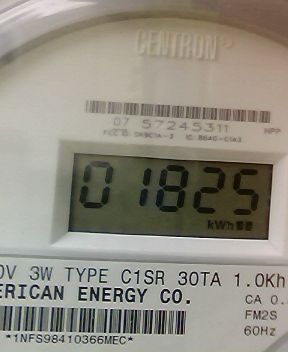 CENTRON
07 57245311 HPP
01825
kWh
0V 3W TYPE C1SR 30TA 1.0Kh
ERICAN ENERGY CO. CA 0.
FM2S
60Hz
*1NFS98410366MEC*